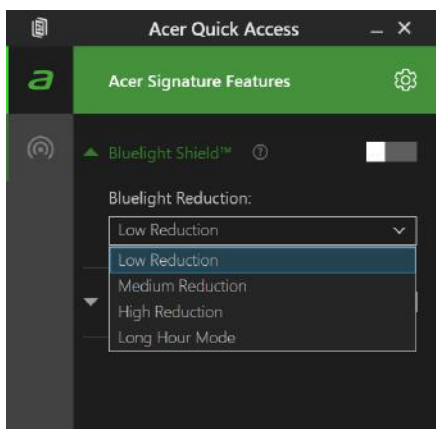 Acer Quick Access
a
Acer Signature Features
Bluelight Shield™ ?
Bluelight Reduction:
Low Reduction
Low Reduction
Medium Reduction
High Reduction
Long Hour Mode